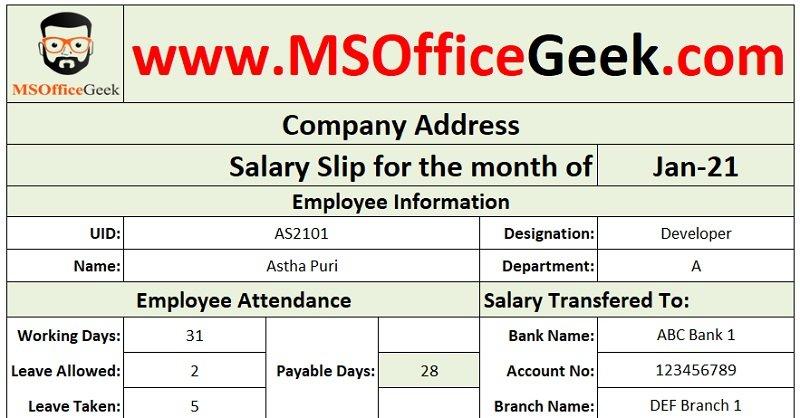 MSOfficeGeek
www.MSOfficeGeek.com
Company Address
Salary Slip for the month of Jan-21
Employee Information
UID: AS2101 Designation: Developer
Name: Astha Puri Department: A
Employee Attendance Salary Transfered To:
Working Days: 31 Bank Name: ABC Bank 1
Leave Allowed: 2 Payable Days: 28 Account No: 123456789
Leave Taken: 5 Branch Name: DEF Branch 1